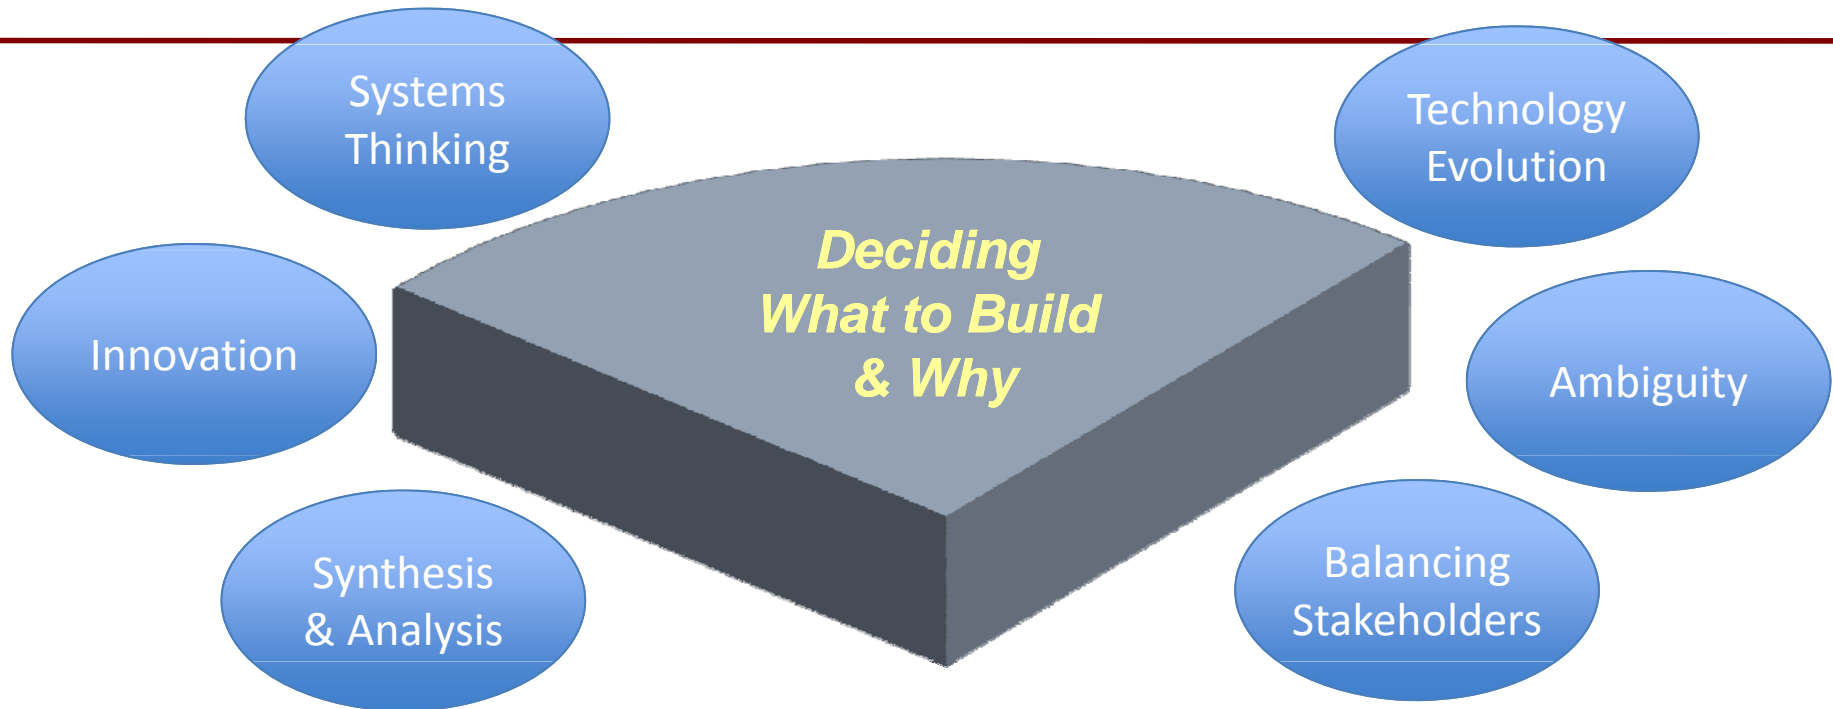 Systems
Thinking
Technology
Evolution
Deciding
What to Build
& Why
Innovation
Ambiguity
Synthesis
& Analysis
Balancing
Stakeholders